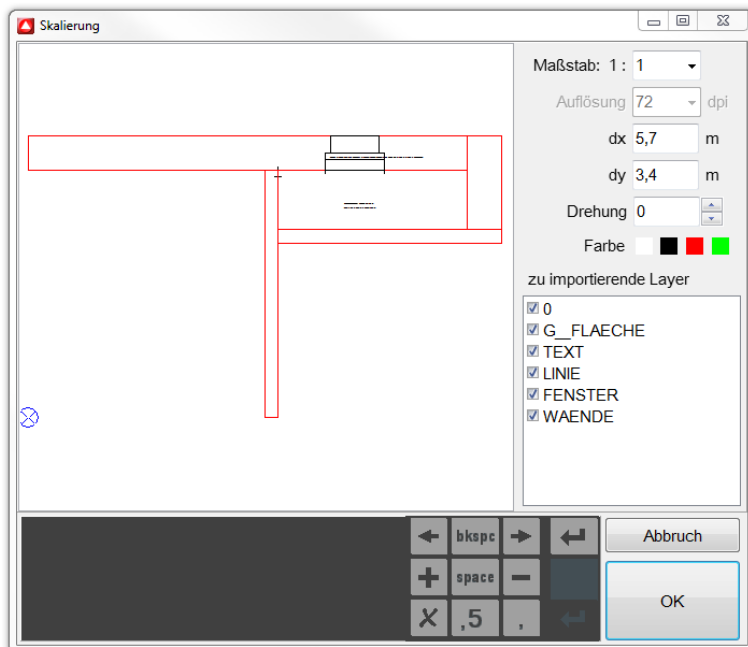 Skalierung
Maßstab: 1 : 1
Auflösung 72 dpi
dx 5,7 m
dy 3,4 m
Drehung 0
Farbe
zu importierende Layer
0
G__FLAECHE
TEXT
LINIE
FENSTER
WAENDE
bkspc
Abbruch
+ space −
x ,5 ,
OK